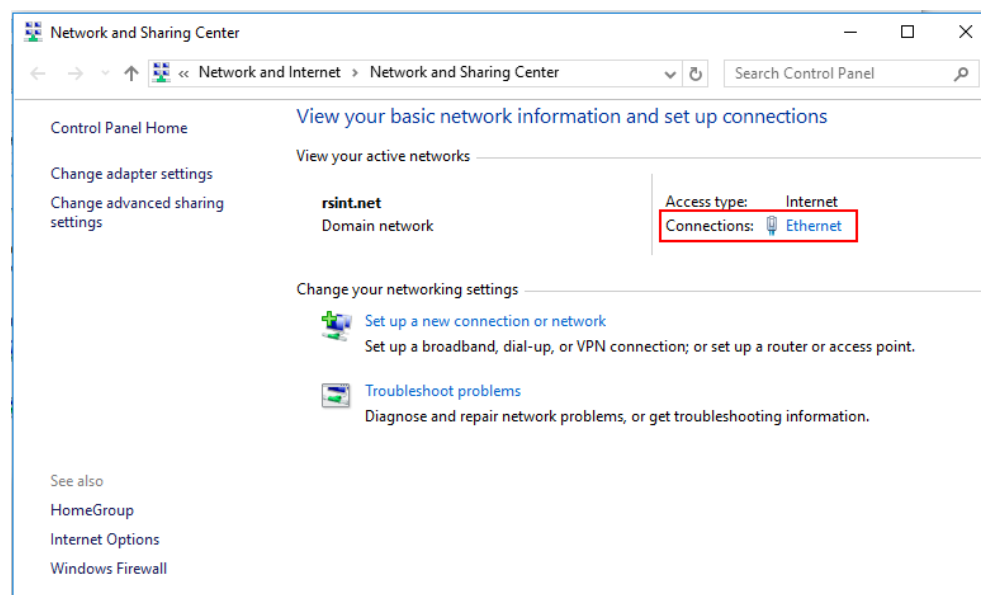 Network and Sharing Center
« Network and Internet > Network and Sharing Center
Search Control Panel
Control Panel Home
Change adapter settings
Change advanced sharing
settings
View your basic network information and set up connections
View your active networks
rsint.net
Domain network
Access type: Internet
Connections: Ethernet
Change your networking settings
Set up a new connection or network
Set up a broadband, dial-up, or VPN connection; or set up a router or access point.
Troubleshoot problems
Diagnose and repair network problems, or get troubleshooting information.
See also
HomeGroup
Internet Options
Windows Firewall